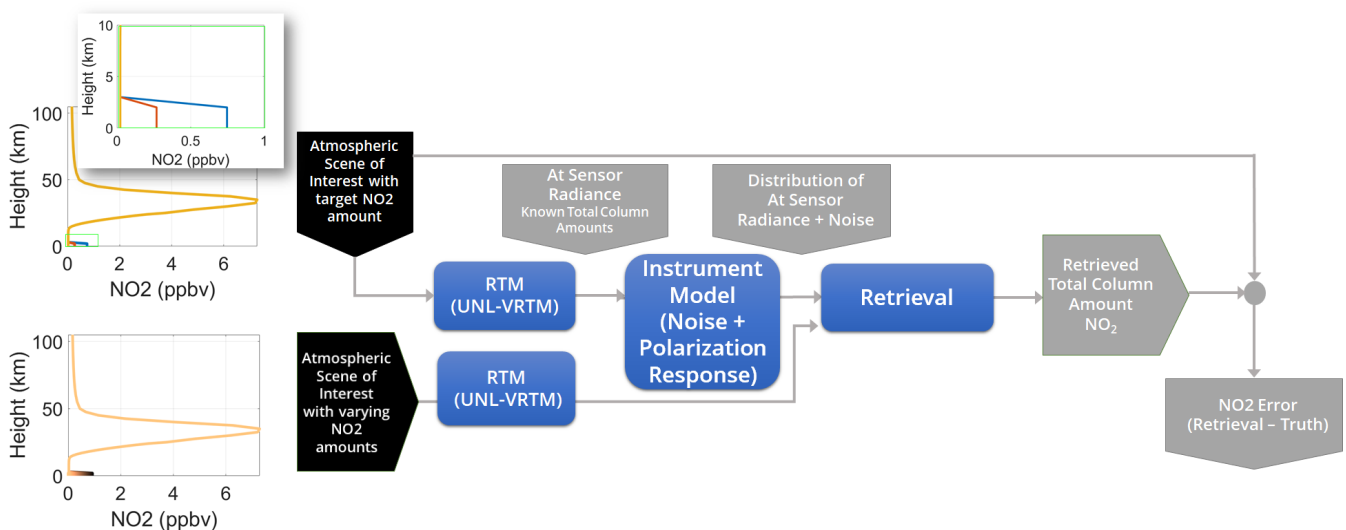 10
5
0
Height (km)
0
0.5
1
NO2 (ppbv)
100
50
0
Height (km)
0
2
4
6
NO2 (ppbv)
Atmospheric
Scene of
Interest with
target NO2
amount
At Sensor
Radiance
Known Total Column
Amounts
Distribution of
At Sensor
Radiance + Noise
RTM
(UNL-VRTM)
Instrument
Model
(Noise +
Polarization
Response)
Retrieval
Retrieved
Total Column
Amount
NO₂
100
50
0
Height (km)
0
2
4
6
NO2 (ppbv)
Atmospheric
Scene of
Interest
with varying
NO2
amounts
RTM
(UNL-VRTM)
NO2 Error
(Retrieval – Truth)